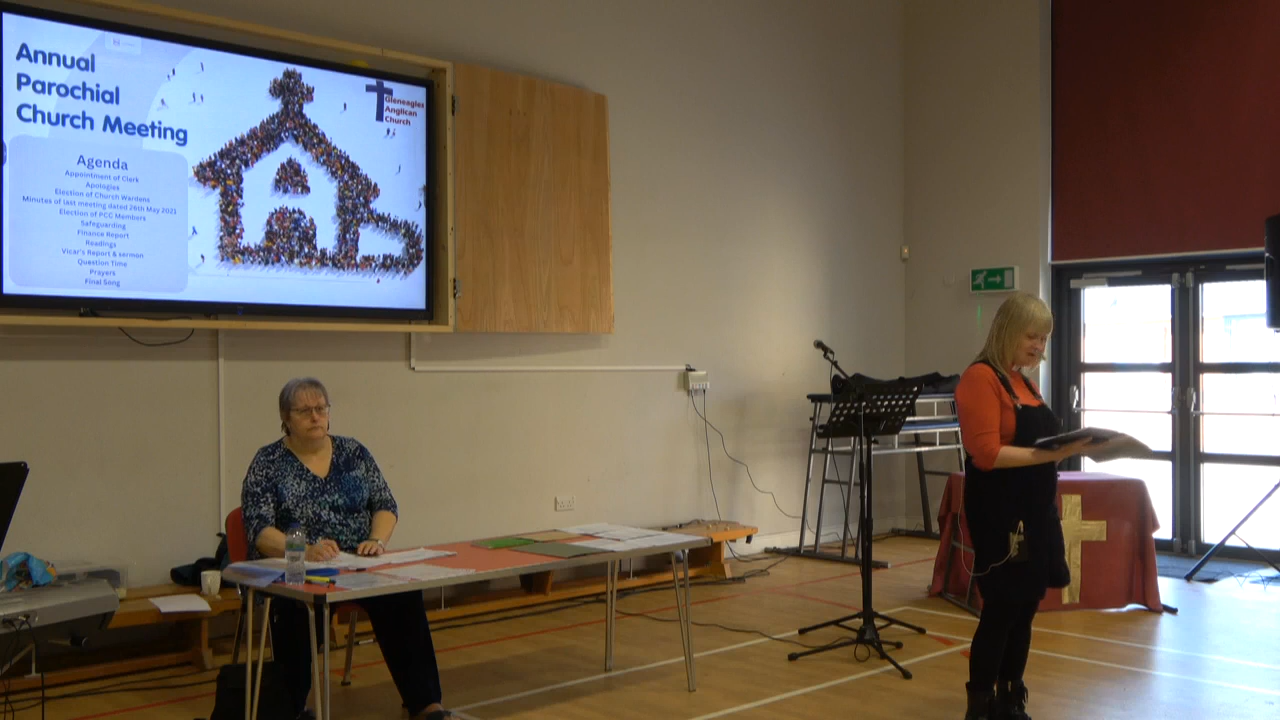 Annual
Parochial
Church Meeting
Gleneagles
Anglican
Church
Agenda
Appointment of Clerk
Apologies
Election of Church Wardens
Minutes of last meeting dated 26th May 2021
Election of PCC Members
Safeguarding
Finance Report
Readings
Vicar's Report & sermon
Question Time
Prayers
Final Song